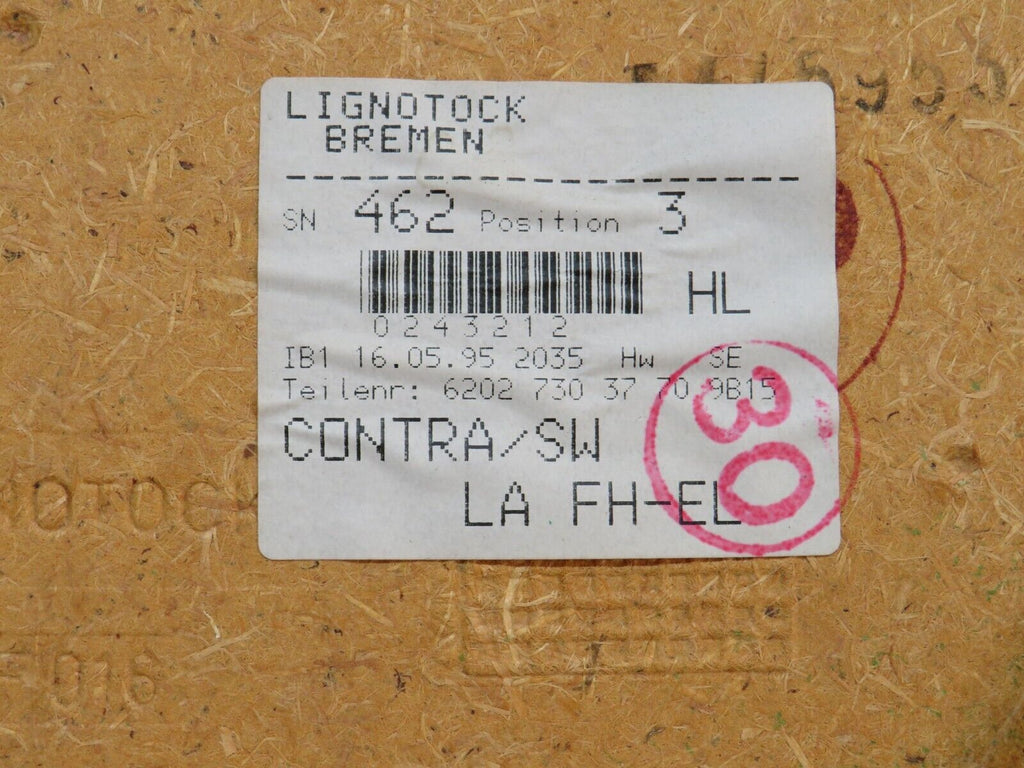 LIGNOTOCK
BREMEN
SN 462 Position 3
HL
0243212
IB1 16.05.95 2035 Hw SE
Teilenr: 6202 730 37 70 9B15
CONTRA/SW
LA FH-EL
30
016